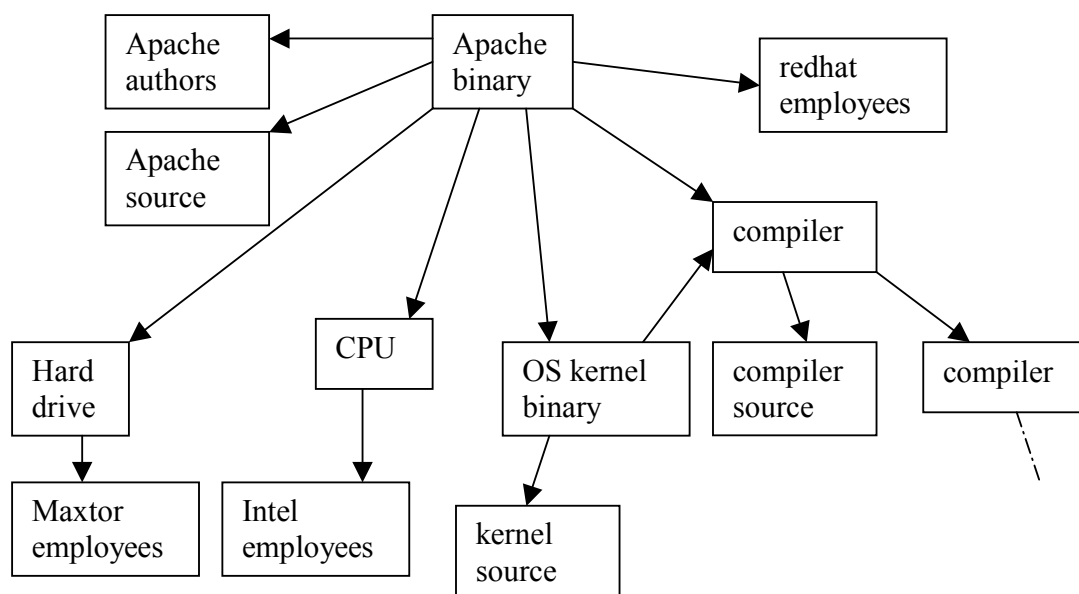 Apache
authors
Apache
binary
redhat
employees
Apache
source
compiler
CPU
Hard
drive
OS kernel
binary
compiler
source
compiler
Maxtor
employees
Intel
employees
kernel
source